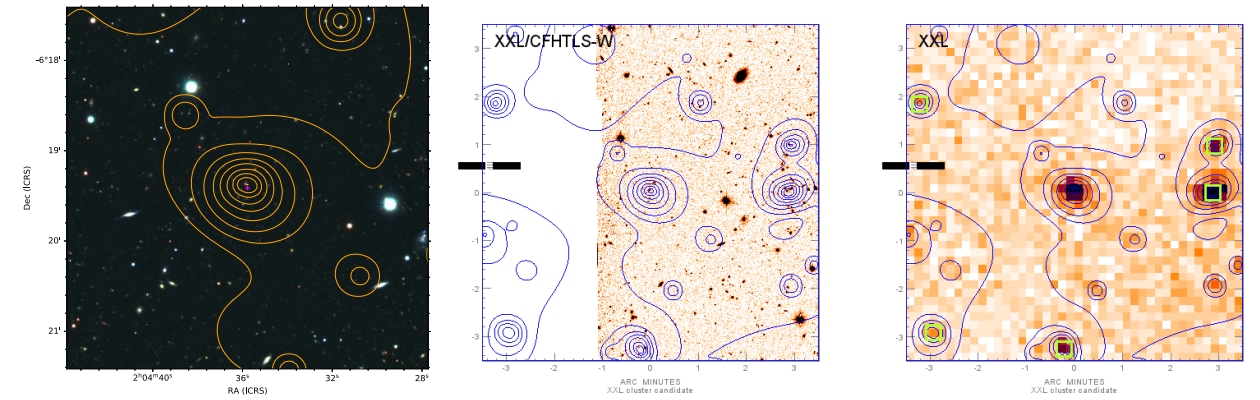 XXL/CFHTLS-W
XXL
-6°18'
19'
20'
21'
Dec (ICRS)
2ʰ04ᵐ40ˢ
36ˢ
32ˢ
28ˢ
RA (ICRS)
3
2
1
0
-1
-2
-3
-3
-2
-1
0
1
2
3
ARC MINUTES
XXL cluster candidate
3
2
1
0
-1
-2
-3
-3
-2
-1
0
1
2
3
ARC MINUTES
XXL cluster candidate